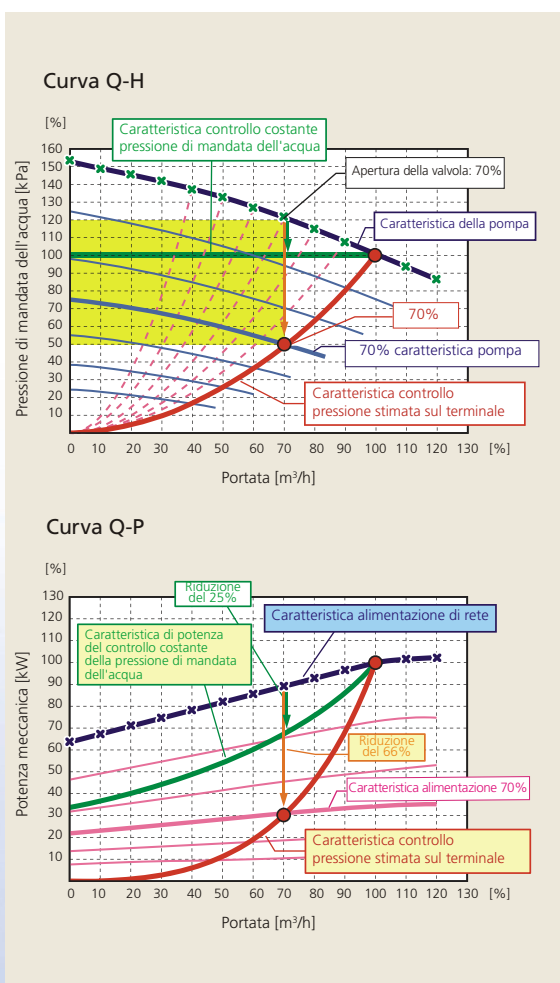 Curva Q-H
[%]
Caratteristica controllo costante
pressione di mandata dell'acqua
Apertura della valvola: 70%
Caratteristica della pompa
70%
70% caratteristica pompa
Caratteristica controllo
pressione stimata sul terminale
Pressione di mandata dell'acqua [kPa]
160
150
140
130
120
110
100
90
80
70
60
50
40
30
20
10
0 10 20 30 40 50 60 70 80 90 100 110 120 130 [%]
Portata [m³/h]
Curva Q-P
[%]
Riduzione
del 25%
Caratteristica alimentazione di rete
Caratteristica di potenza
del controllo costante
della pressione di mandata
dell'acqua
Riduzione
del 66%
Caratteristica alimentazione 70%
Caratteristica controllo
pressione stimata sul terminale
Potenza meccanica [kW]
130
120
110
100
90
80
70
60
50
40
30
20
10
0 10 20 30 40 50 60 70 80 90 100 110 120 130 [%]
Portata [m³/h]